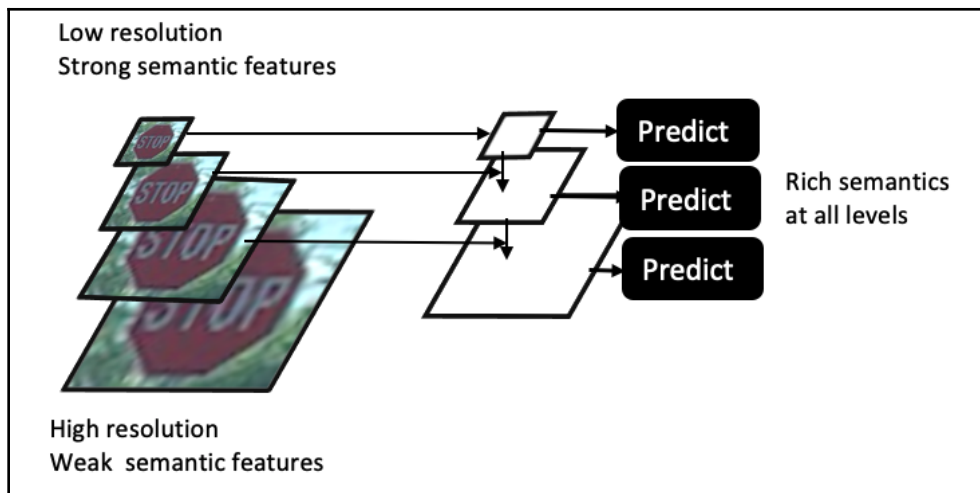 Low resolution
Strong semantic features
STOP
STOP
STOP
STOP
Predict
Predict
Predict
Rich semantics
at all levels
High resolution
Weak  semantic features